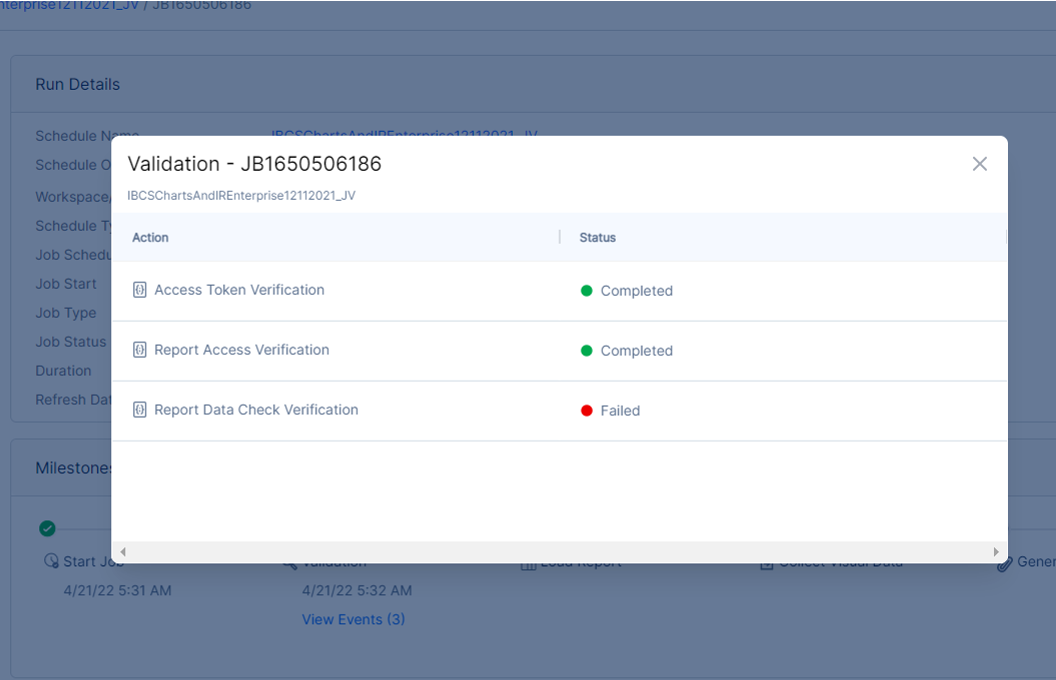 nterprise12112021_JV / JB1650506186
Run Details
Schedule Name IBCSChartsAndIREnterprise12112021_JV
Schedule O
Workspace/
Schedule Ty
Job Schedu
Job Start
Job Type
Job Status
Duration
Refresh Dat
Validation - JB1650506186
IBCSChartsAndIREnterprise12112021_JV
Action Status
Access Token Verification Completed
Report Access Verification Completed
Report Data Check Verification Failed
Milestones
Start Job Validation Load Report Collect Visual Data Gener
4/21/22 5:31 AM 4/21/22 5:32 AM
View Events (3)